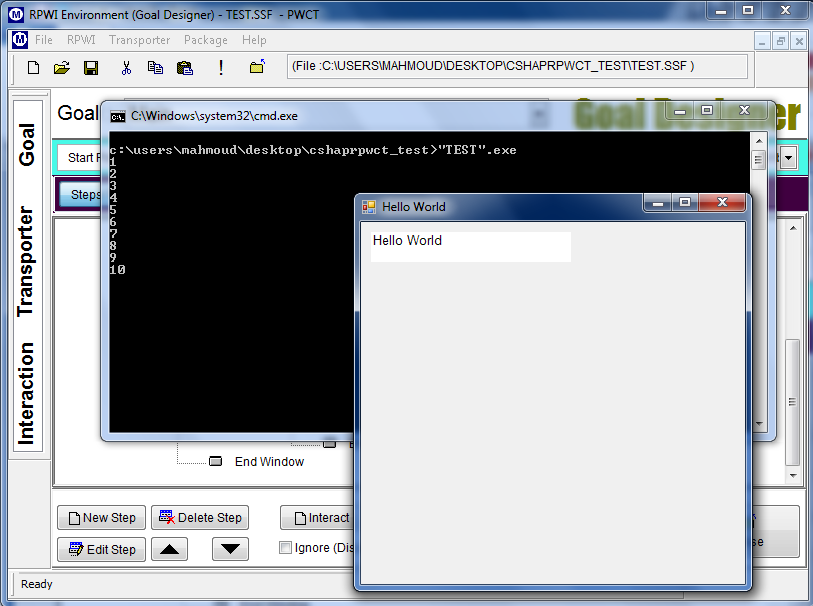 RPWI Environment (Goal Designer) - TEST.SSF - PWCT
File RPWI Transporter Package Help
(File :C:\USERS\MAHMOUD\DESKTOP\CSHAPRPWCT_TEST\TEST.SSF )
Goal
Goal Designer
C:\Windows\system32\cmd.exe
c:\users\mahmoud\desktop\cshaprpwct_test>"TEST".exe
1
2
3
4
5
6
7
8
9
10
Hello World
Hello World
Goal
Transporter
Interaction
Steps
End Window
New Step
Delete Step
Interact
Edit Step
Ignore
Ready